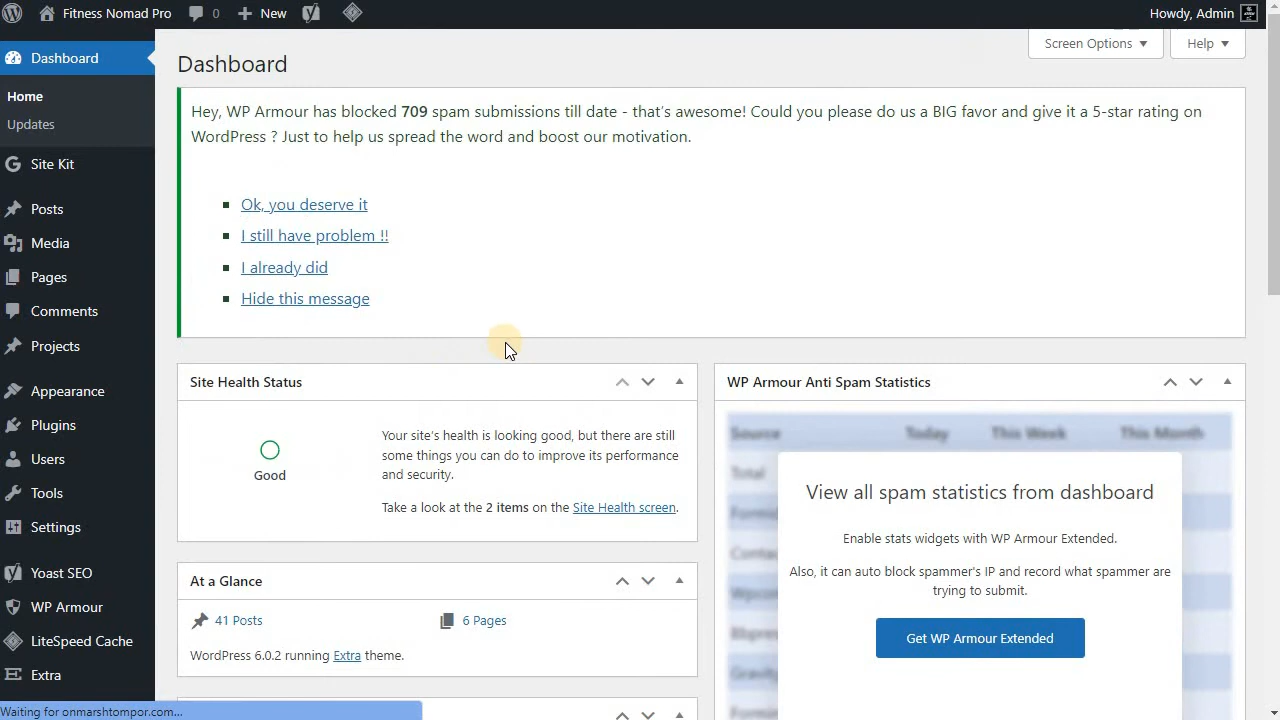 Fitness Nomad Pro
0
New
Howdy, Admin
Dashboard
Home
Updates
Site Kit
Posts
Media
Pages
Comments
Projects
Appearance
Plugins
Users
Tools
Settings
Yoast SEO
WP Armour
LiteSpeed Cache
Extra
Waiting for onmarshtompor.com...
Screen Options
Help
Dashboard
Hey, WP Armour has blocked 709 spam submissions till date - that's awesome! Could you please do us a BIG favor and give it a 5-star rating on
WordPress ? Just to help us spread the word and boost our motivation.
Ok, you deserve it
I still have problem !!
I already did
Hide this message
Site Health Status
Good
Your site's health is looking good, but there are still
some things you can do to improve its performance
and security.
Take a look at the 2 items on the Site Health screen.
At a Glance
41 Posts
6 Pages
WordPress 6.0.2 running Extra theme.
WP Armour Anti Spam Statistics
Source Today This Week This Month
Total
View all spam statistics from dashboard
Enable stats widgets with WP Armour Extended.
Also, it can auto block spammer's IP and record what spammer are
trying to submit.
Get WP Armour Extended